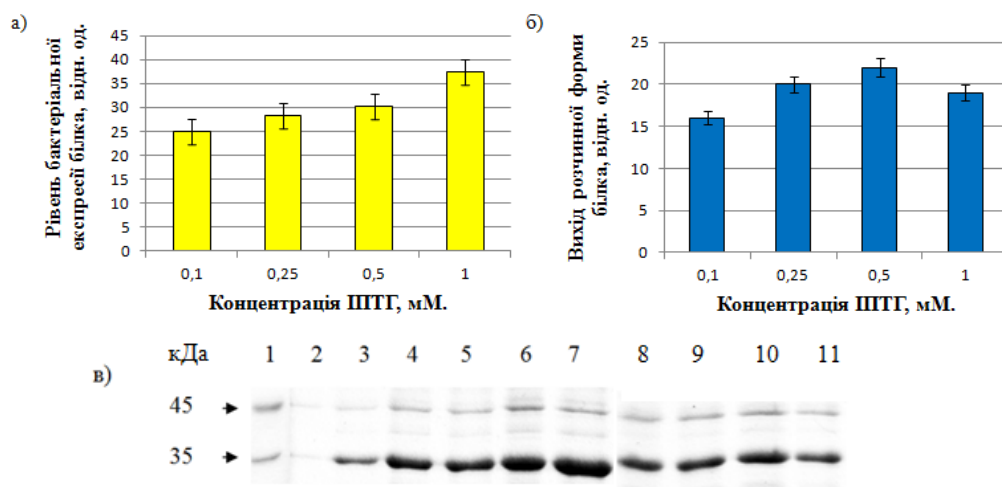 а)
Рівень бактеріальної
експресії білка, відн. од.
45
40
35
30
25
20
15
10
5
0
0,1 0,25 0,5 1
Концентрація ІПТГ, мМ.
б)
Вихід розчинної форми
білка, відн. од.
25
20
15
10
5
0
0,1 0,25 0,5 1
Концентрація ІПТГ, мМ.
в)
кДа 1 2 3 4 5 6 7 8 9 10 11
45
35